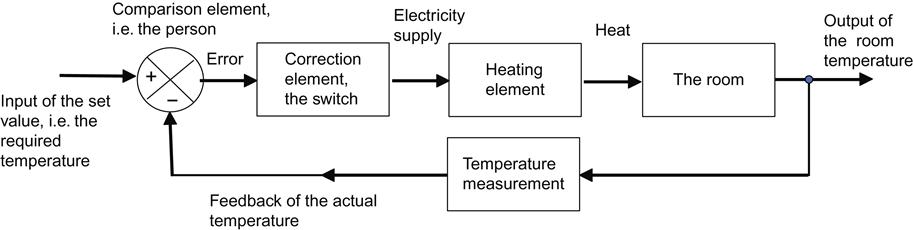 Comparison element,
i.e. the person
Input of the set
value, i.e. the
required
temperature
+
−
Error
Correction
element,
the switch
Electricity
supply
Heating
element
Heat
The room
Output of
the room
temperature
Temperature
measurement
Feedback of the actual
temperature